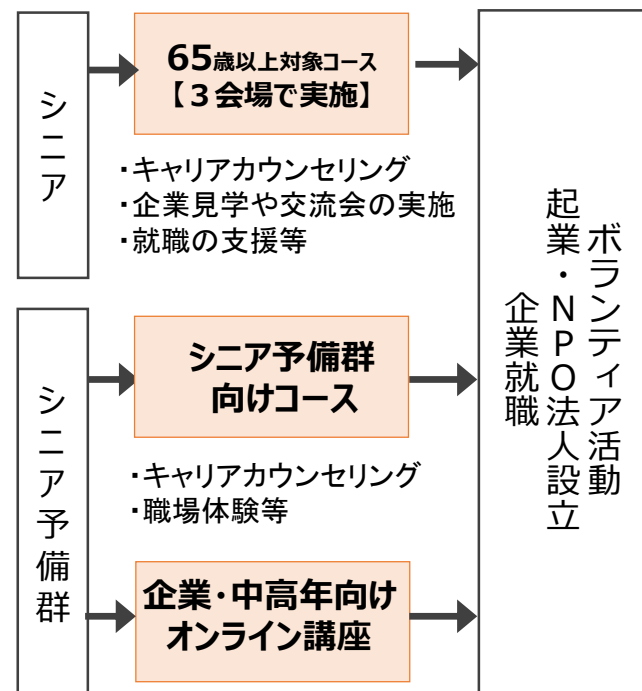 シニア
65歳以上対象コース
【３会場で実施】
・キャリアカウンセリング
・企業見学や交流会の実施
・就職の支援等
シニア予備群
シニア予備群
向けコース
・キャリアカウンセリング
・職場体験等
企業・中高年向け
オンライン講座
ボランティア活動
起業・NPO法人設立
企業就職